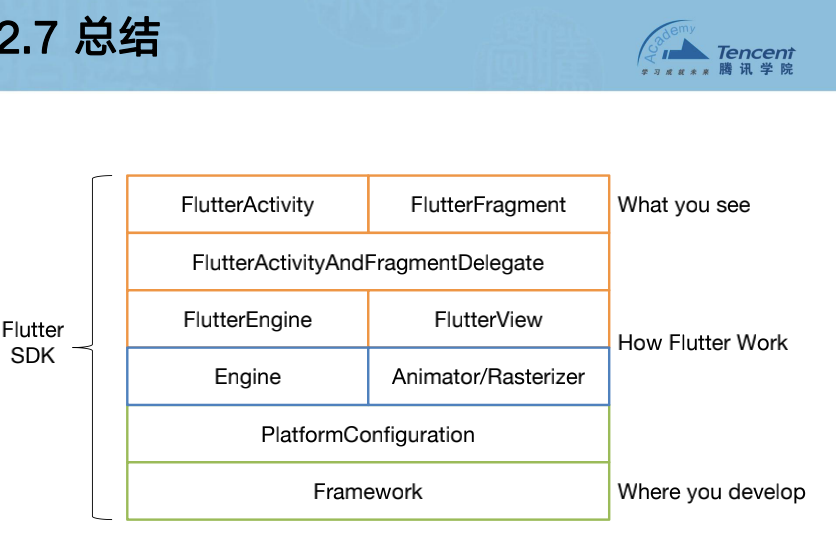 2.7 总结
Academy
Tencent
学习成就未来
腾讯学院
FlutterActivity
FlutterFragment
What you see
FlutterActivityAndFragmentDelegate
Flutter
SDK
FlutterEngine
FlutterView
How Flutter Work
Engine
Animator/Rasterizer
PlatformConfiguration
Framework
Where you develop